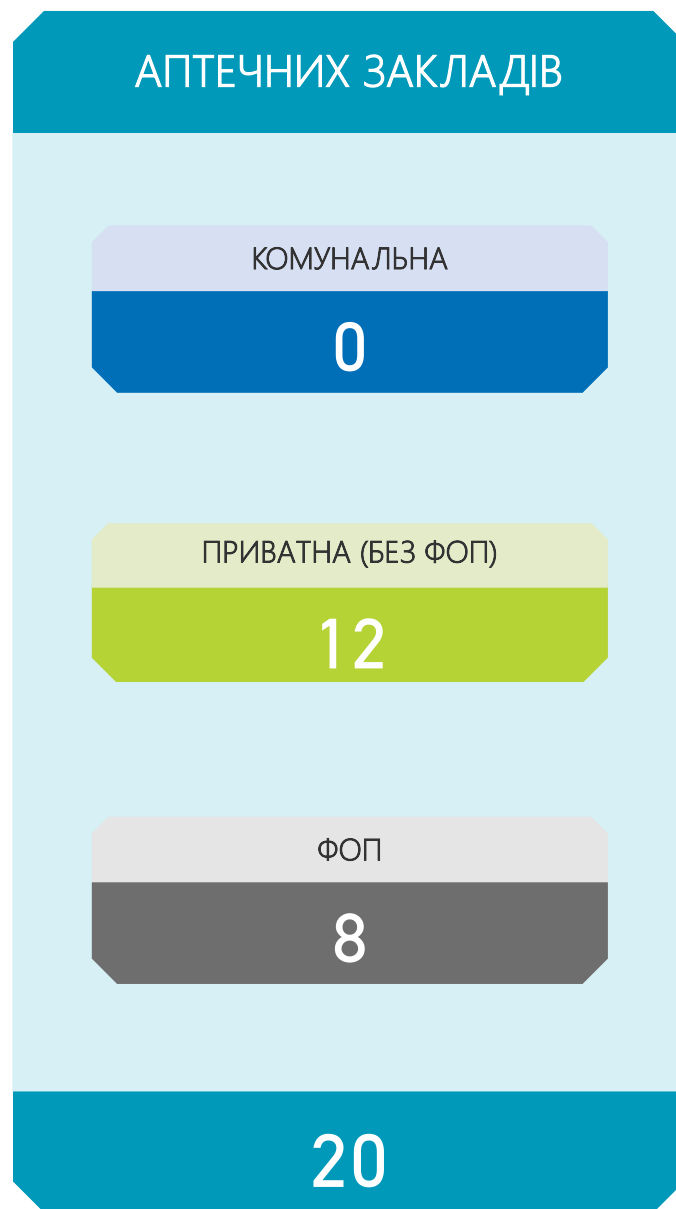 АПТЕЧНИХ ЗАКЛАДІВ
КОМУНАЛЬНА
0
ПРИВАТНА (БЕЗ ФОП)
12
ФОП
8
20